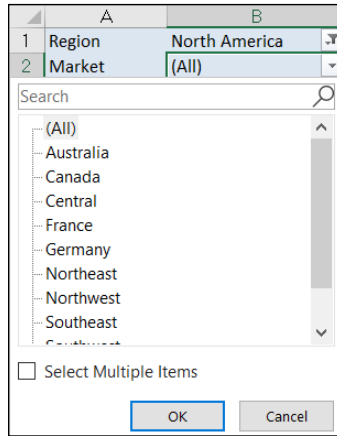 A B
1 Region North America
2 Market (All)
Search
(All)
Australia
Canada
Central
France
Germany
Northeast
Northwest
Southeast
Southwest
Select Multiple Items
OK Cancel